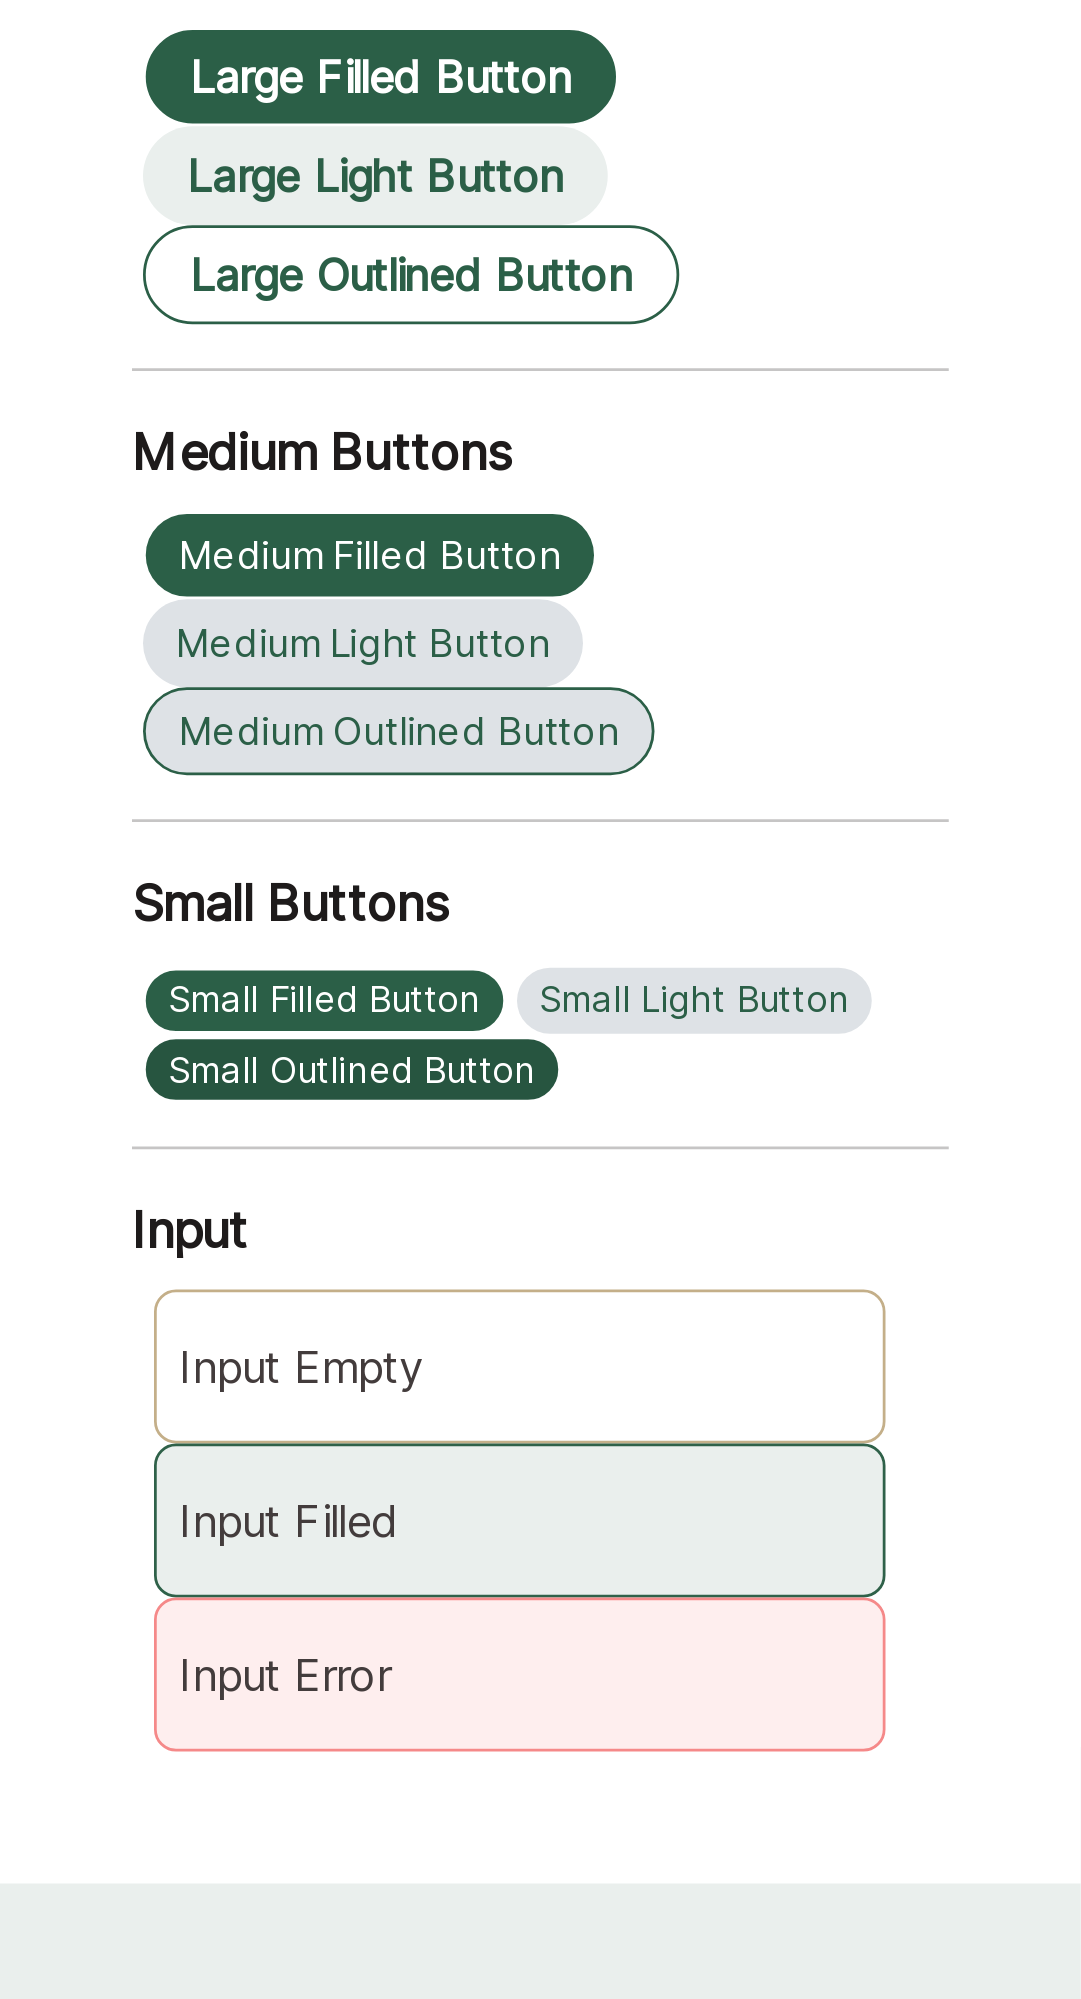 Large Filled Button
Large Light Button
Large Outlined Button
Medium Buttons
Medium Filled Button
Medium Light Button
Medium Outlined Button
Small Buttons
Small Filled Button
Small Light Button
Small Outlined Button
Input
Input Empty
Input Filled
Input Error